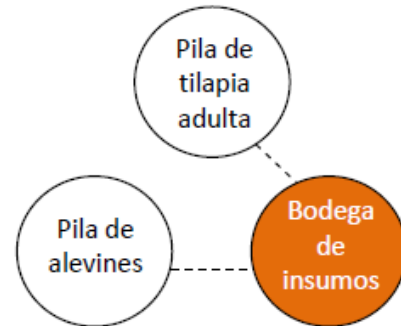 Pila de
tilapia
adulta
Pila de
alevines
Bodega
de
insumos